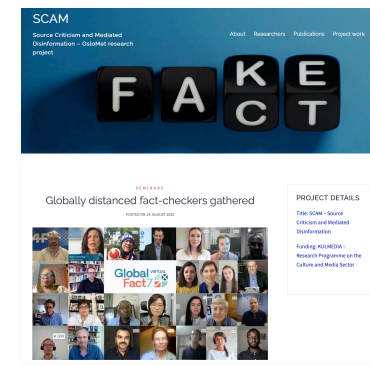 SCAM
Source Criticism and Mediated
Disinformation – OsloMet research
project
About Researchers Publications Project work
FAKE
CT
SEMINARS
Globally distanced fact-checkers gathered
POSTED ON 19. AUGUST 2020
Global VIRTUAL
Fact 7
PROJECT DETAILS
Title: SCAM – Source
Criticism and Mediated
Disinformation
Funding: KULMEDIA –
Research Programme on the
Culture and Media Sector